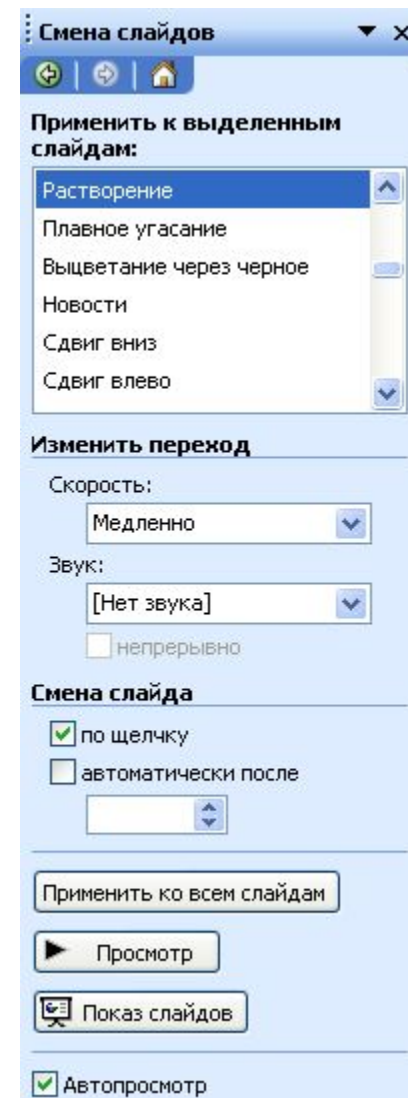 Смена слайдов
Применить к выделенным
слайдам:
Растворение
Плавное угасание
Выцветание через черное
Новости
Сдвиг вниз
Сдвиг влево
Изменить переход
Скорость:
Медленно
Звук:
[Нет звука]
непрерывно
Смена слайда
по щелчку
автоматически после
Применить ко всем слайдам
Просмотр
Показ слайдов
Автопросмотр